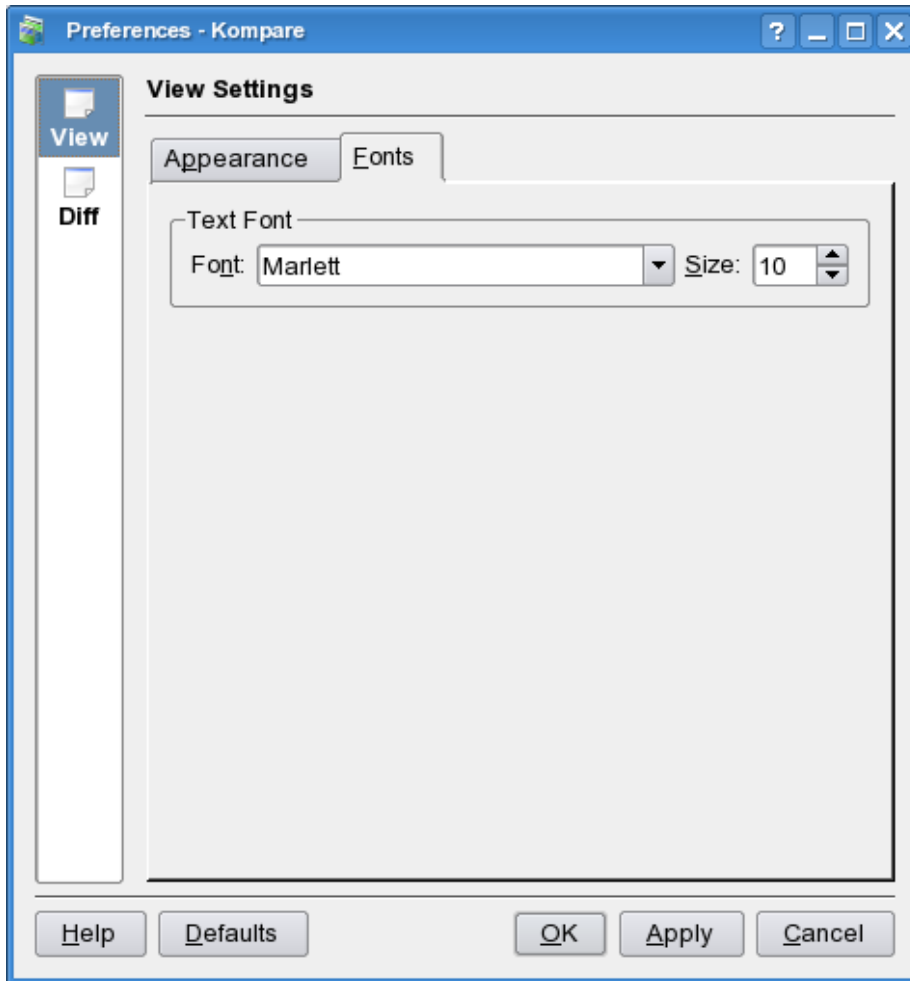 Preferences - Kompare
?
View
Diff
View Settings
Appearance
Fonts
Text Font
Font: Marlett Size: 10
Help Defaults OK Apply Cancel